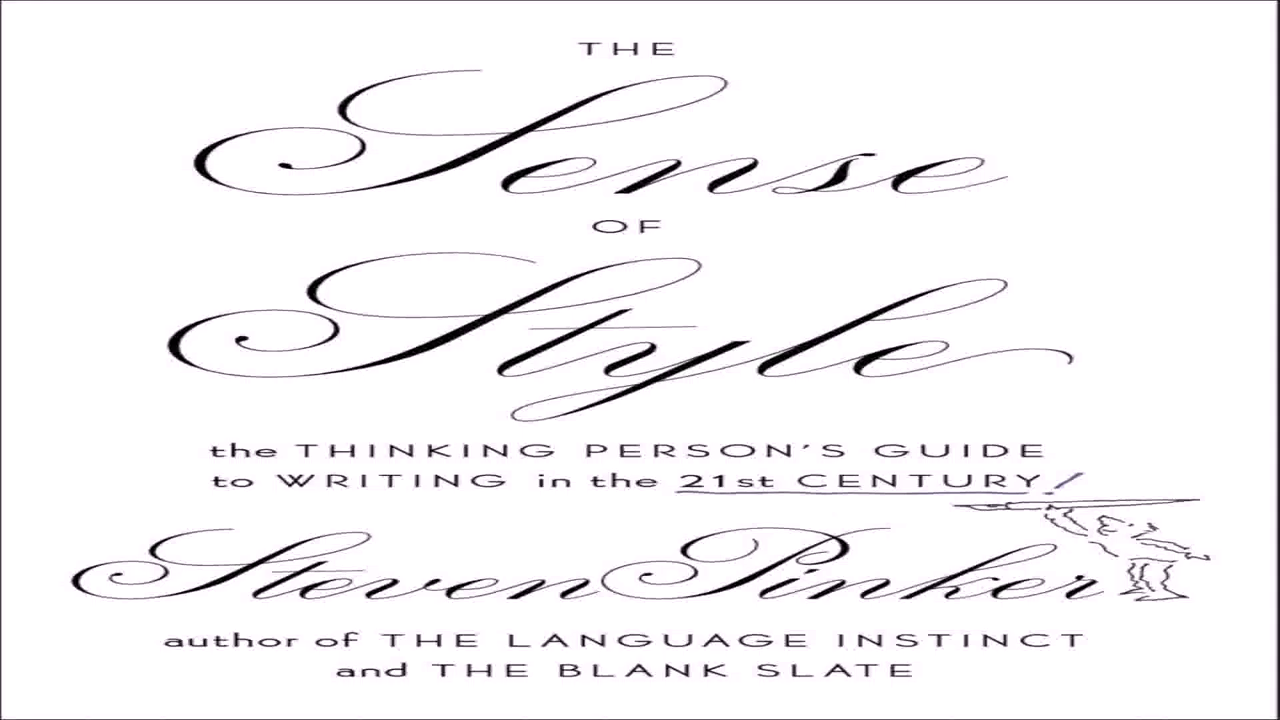 THE
Sense
OF
Style
the THINKING PERSON'S GUIDE
to WRITING in the 21st CENTURY!
Steven Pinker
author of THE LANGUAGE INSTINCT
and THE BLANK SLATE